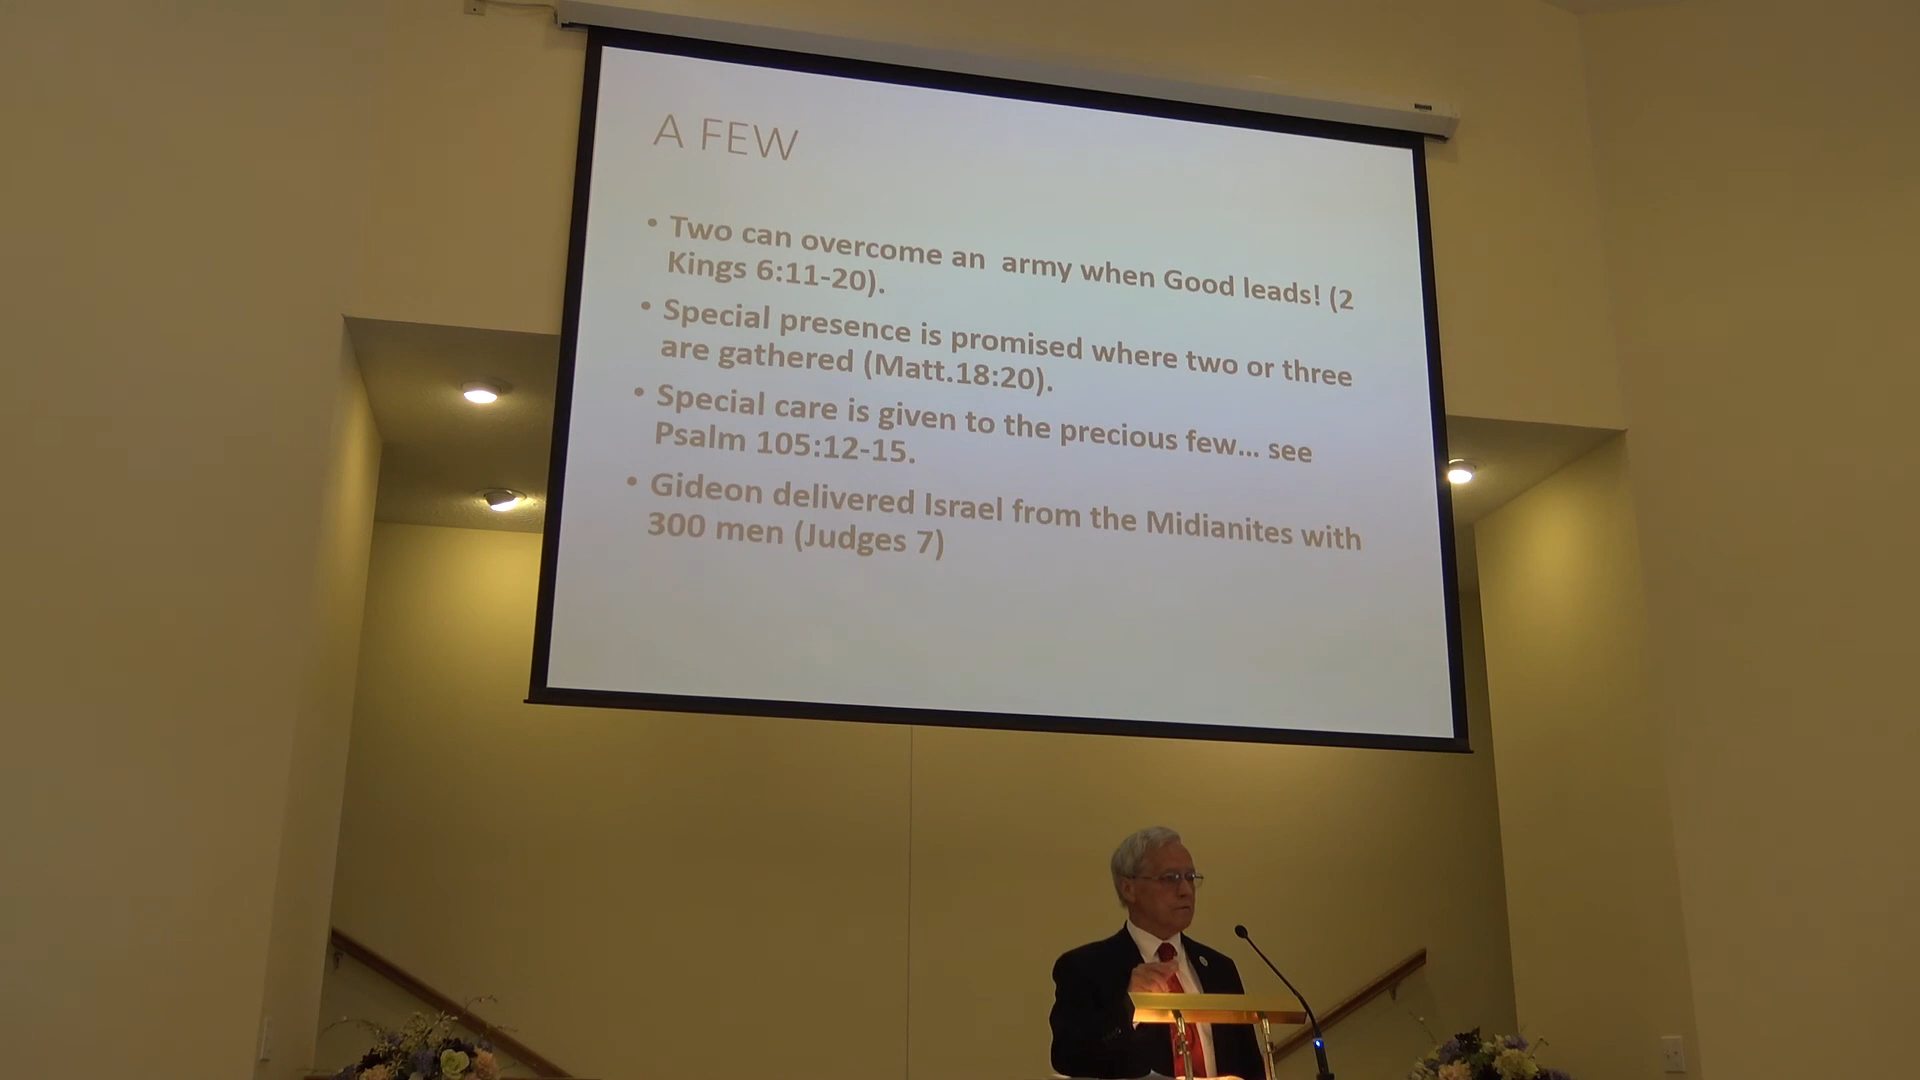 A FEW
• Two can overcome an  army when Good leads! (2
Kings 6:11-20).
• Special presence is promised where two or three
are gathered (Matt.18:20).
• Special care is given to the precious few... see
Psalm 105:12-15.
• Gideon delivered Israel from the Midianites with
300 men (Judges 7)